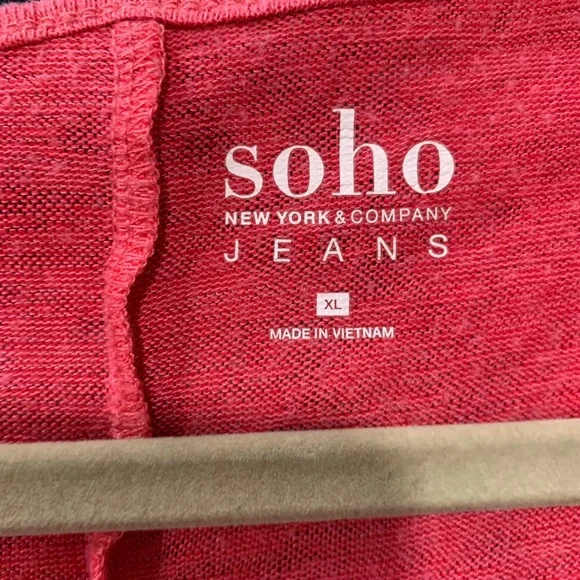 soho
NEW YORK & COMPANY
JEANS
XL
MADE IN VIETNAM